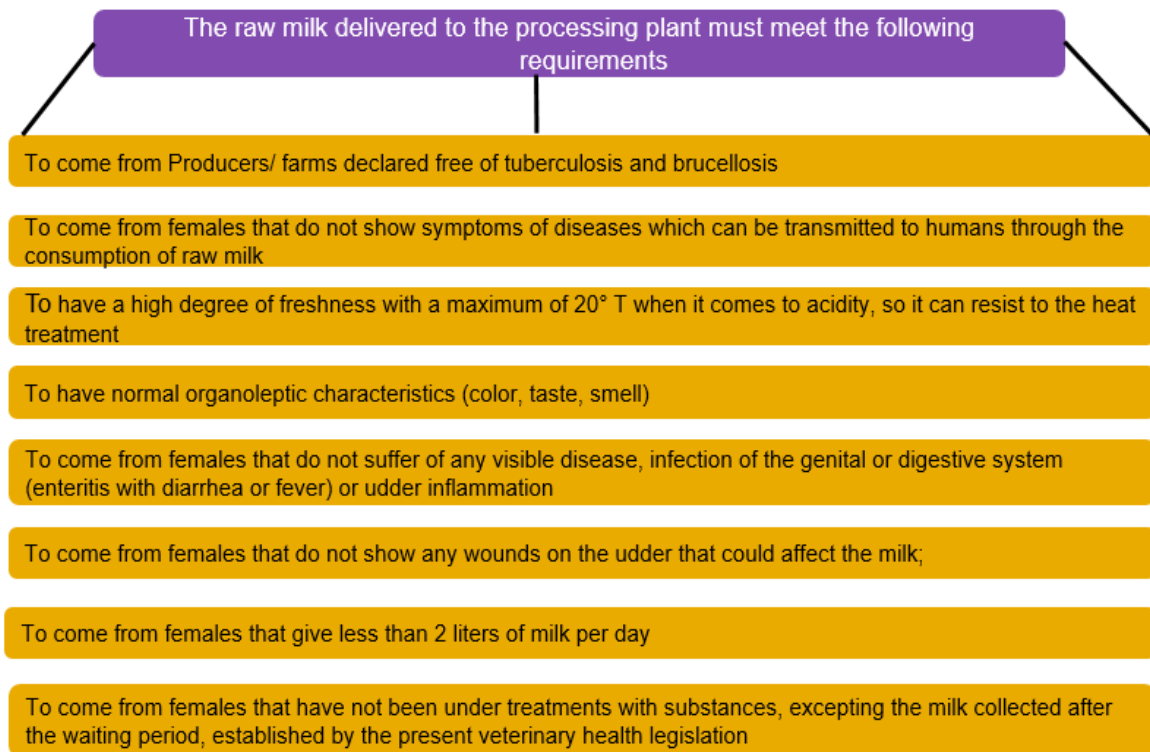 The raw milk delivered to the processing plant must meet the following
requirements
To come from Producers/ farms declared free of tuberculosis and brucellosis
To come from females that do not show symptoms of diseases which can be transmitted to humans through the
consumption of raw milk
To have a high degree of freshness with a maximum of 20° T when it comes to acidity, so it can resist to the heat
treatment
To have normal organoleptic characteristics (color, taste, smell)
To come from females that do not suffer of any visible disease, infection of the genital or digestive system
(enteritis with diarrhea or fever) or udder inflammation
To come from females that do not show any wounds on the udder that could affect the milk;
To come from females that give less than 2 liters of milk per day
To come from females that have not been under treatments with substances, excepting the milk collected after
the waiting period, established by the present veterinary health legislation